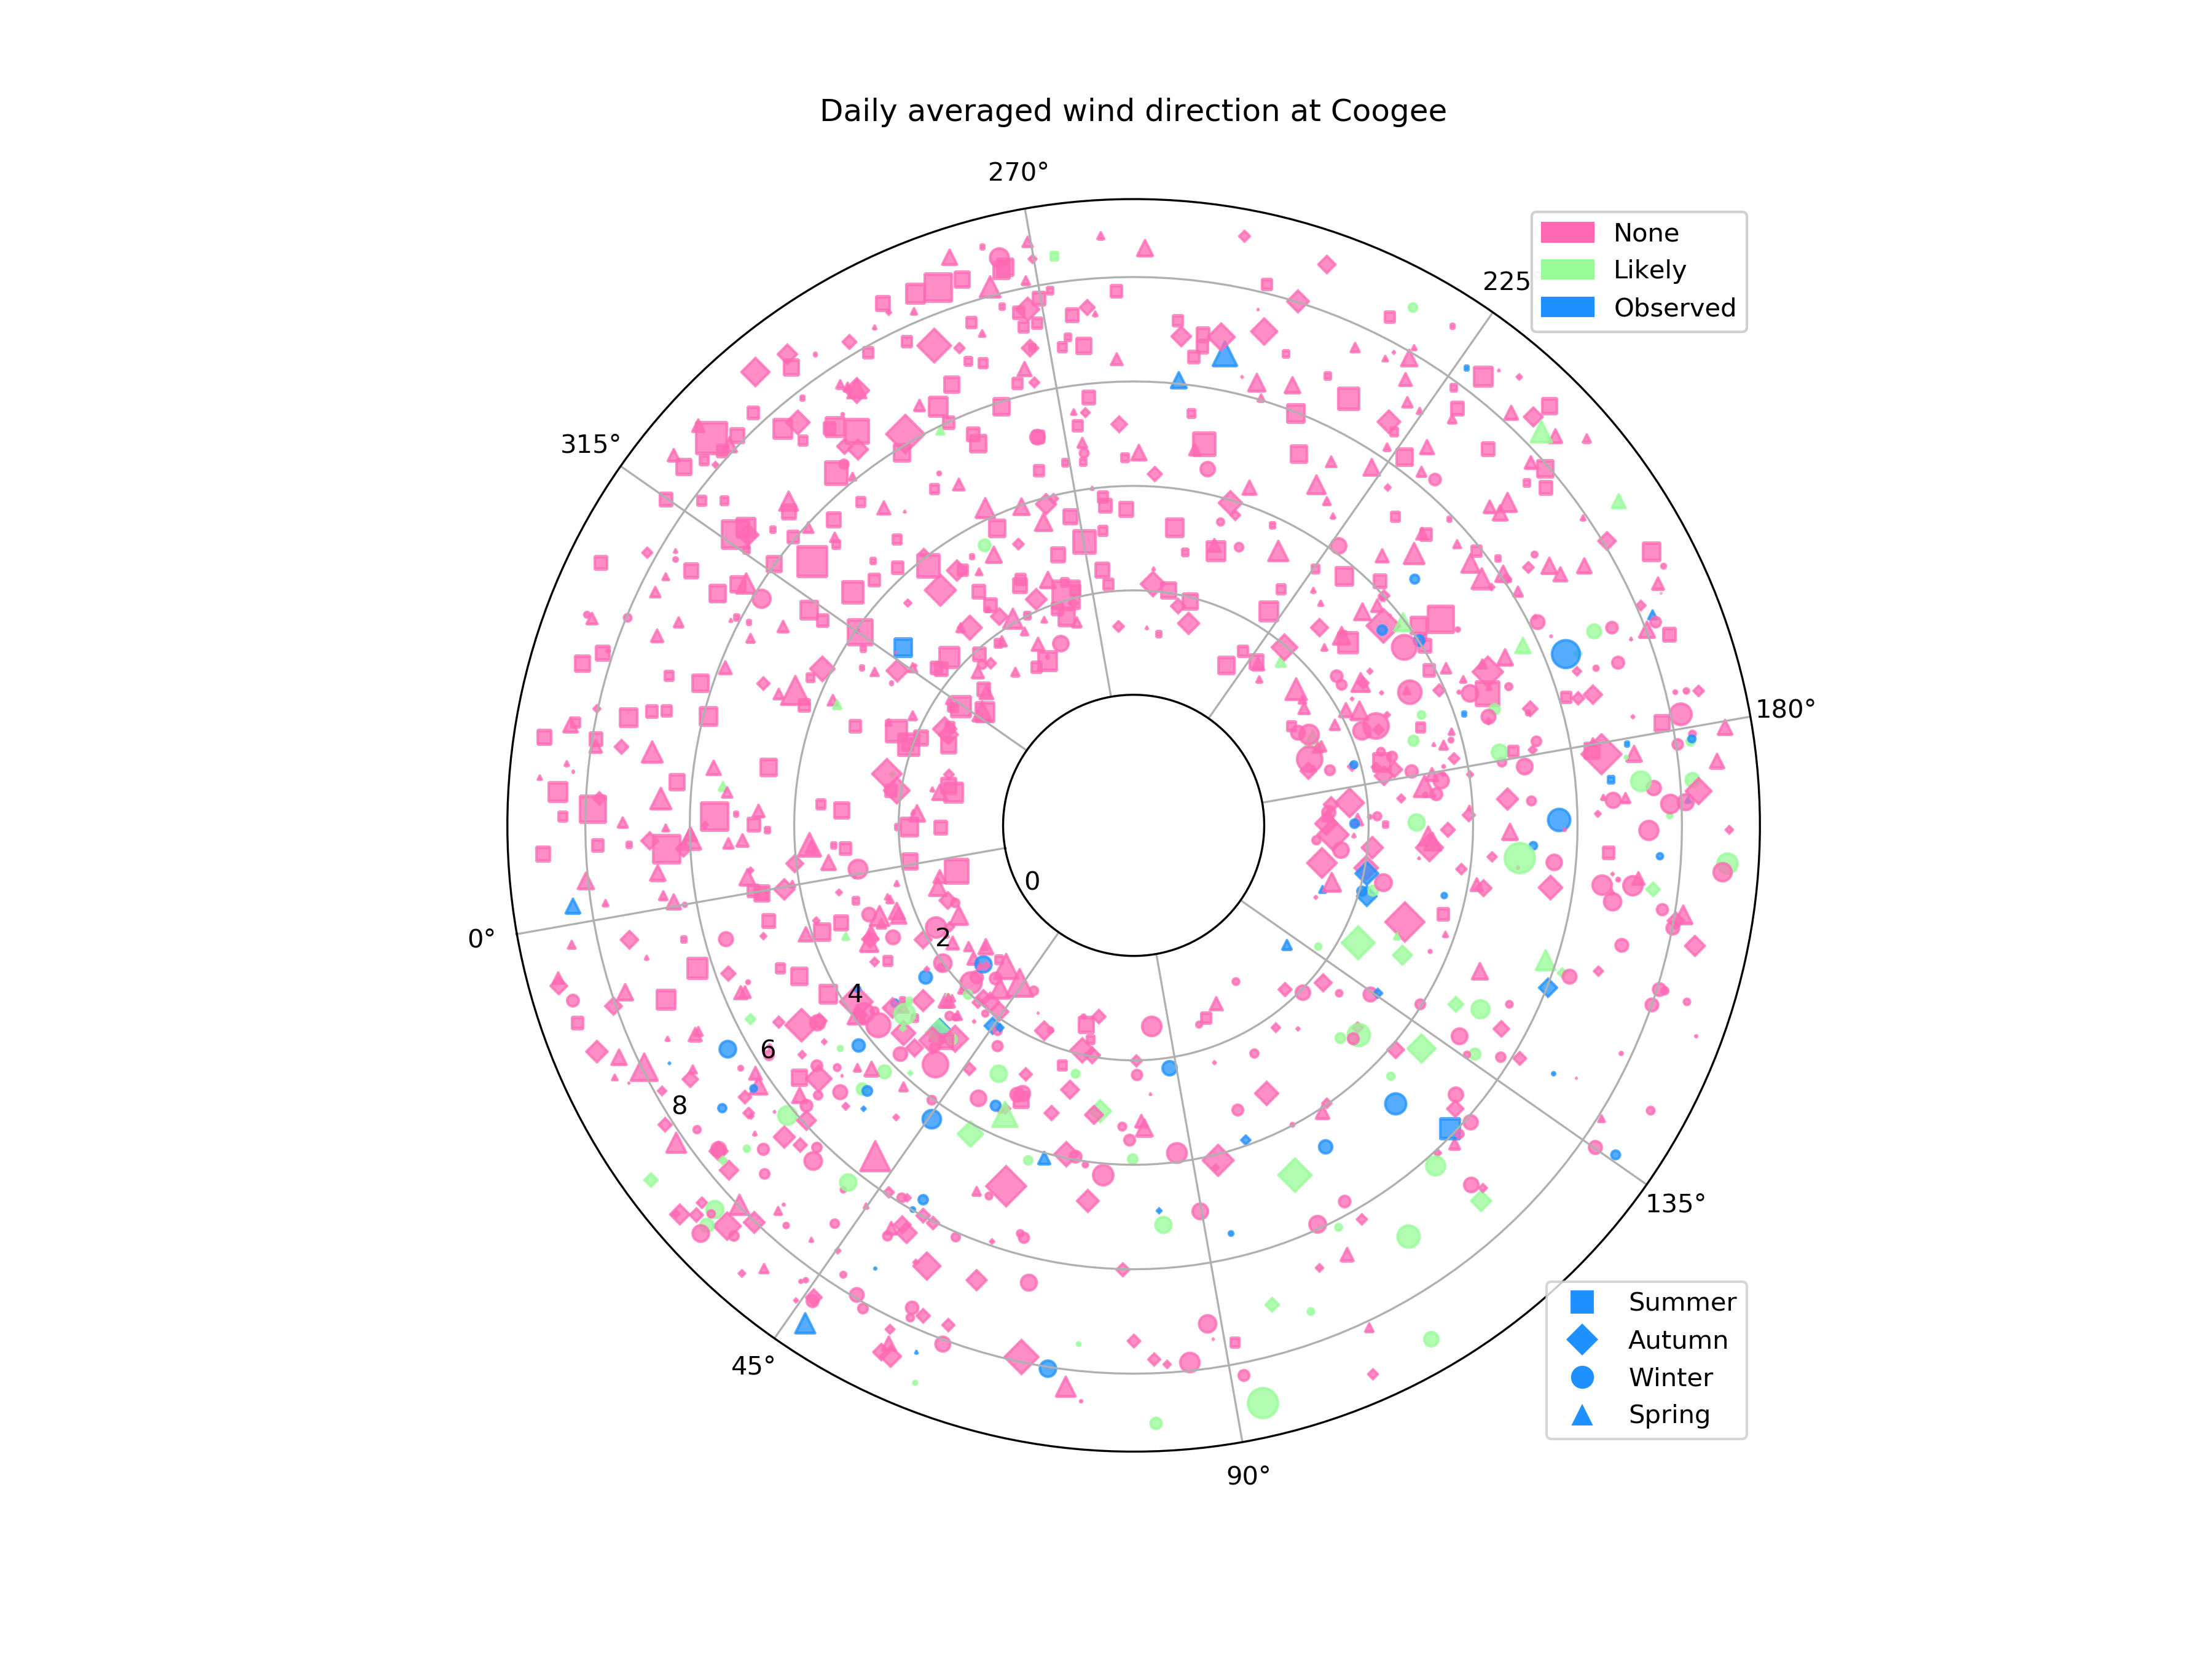 Daily averaged wind direction at Coogee
270°
225
None
Likely
Observed
315°
180°
0
0°
2
4
6
8
135°
45°
90°
Summer
Autumn
Winter
Spring